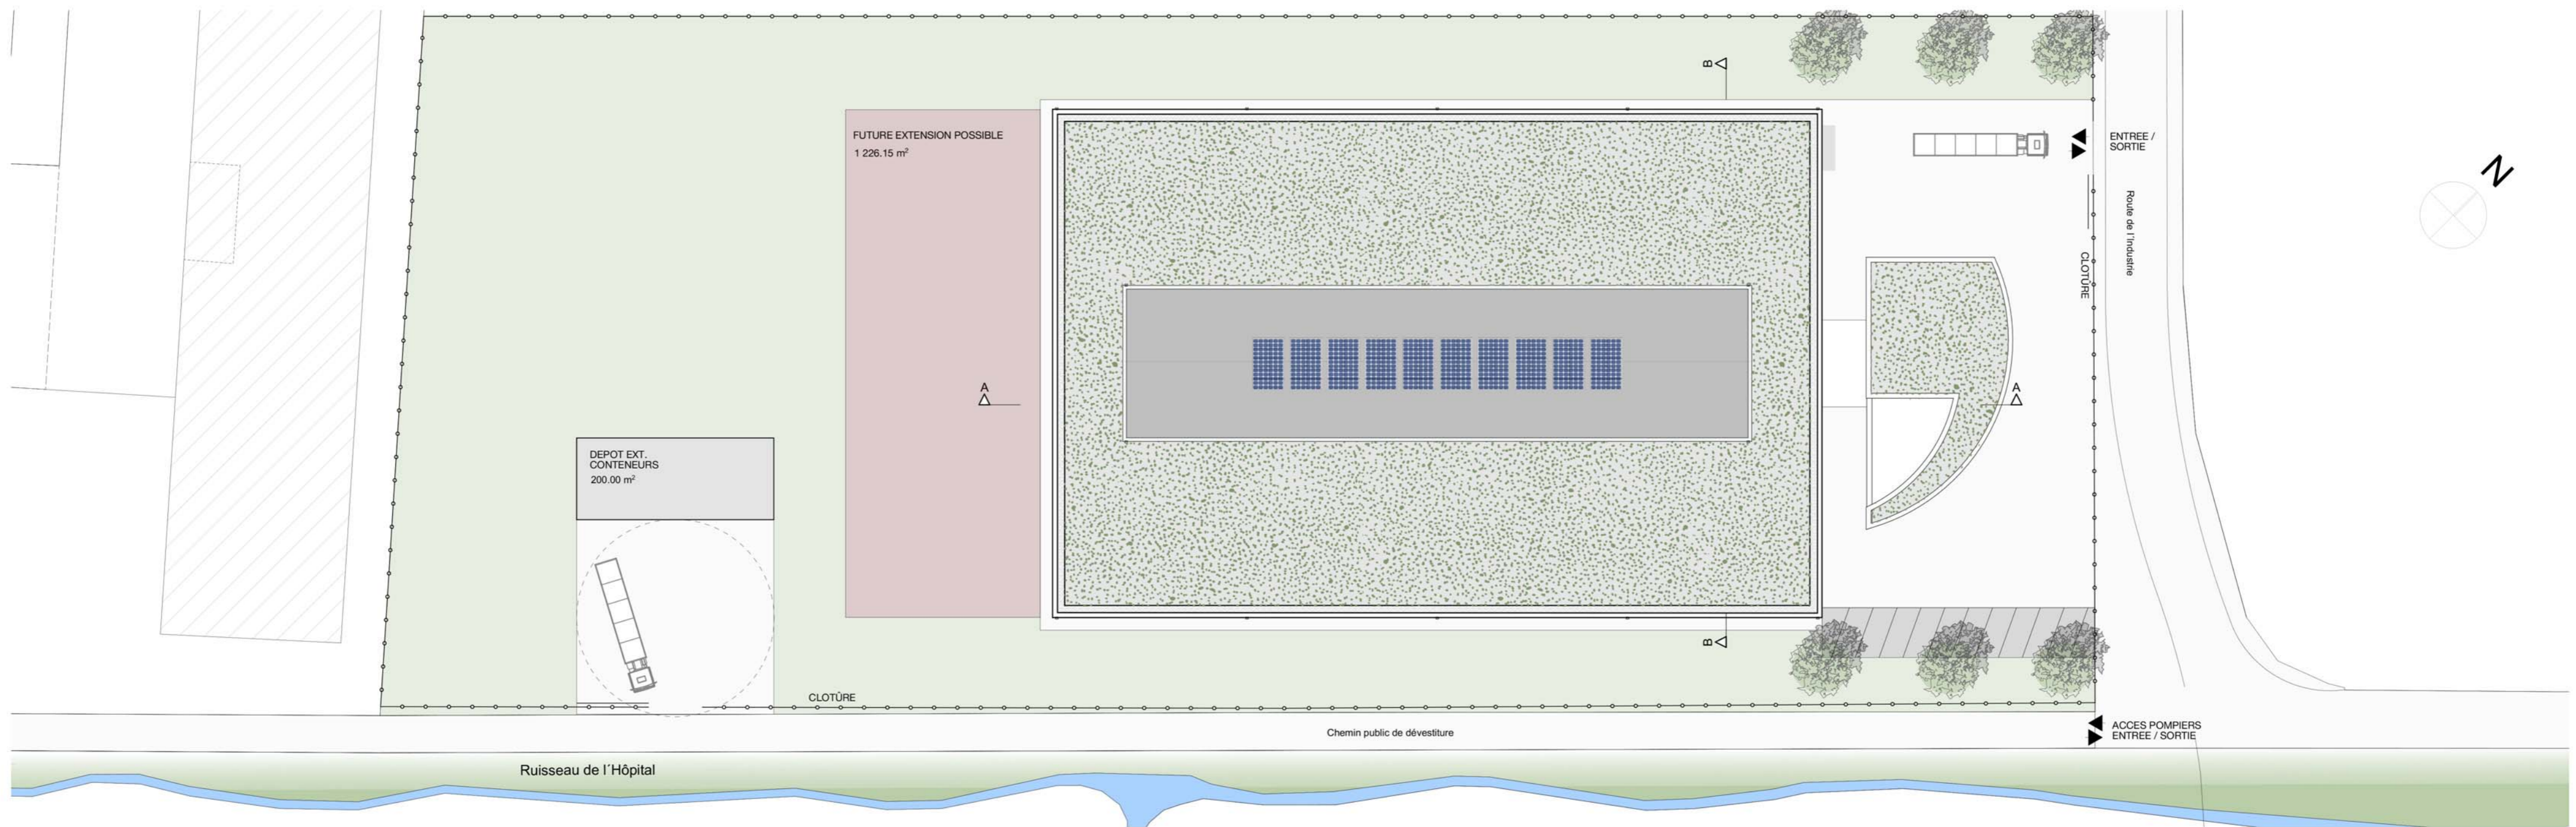 B
FUTURE EXTENSION POSSIBLE
1 226.15 m²
ENTREE /
SORTIE
N
Route de l'Industrie
CLOTÛRE
A
A
DEPOT EXT.
CONTENEURS
200.00 m²
B
CLOTÛRE
ACCES POMPIERS
ENTREE / SORTIE
Chemin public de dévestiture
Ruisseau de l´Hôpital